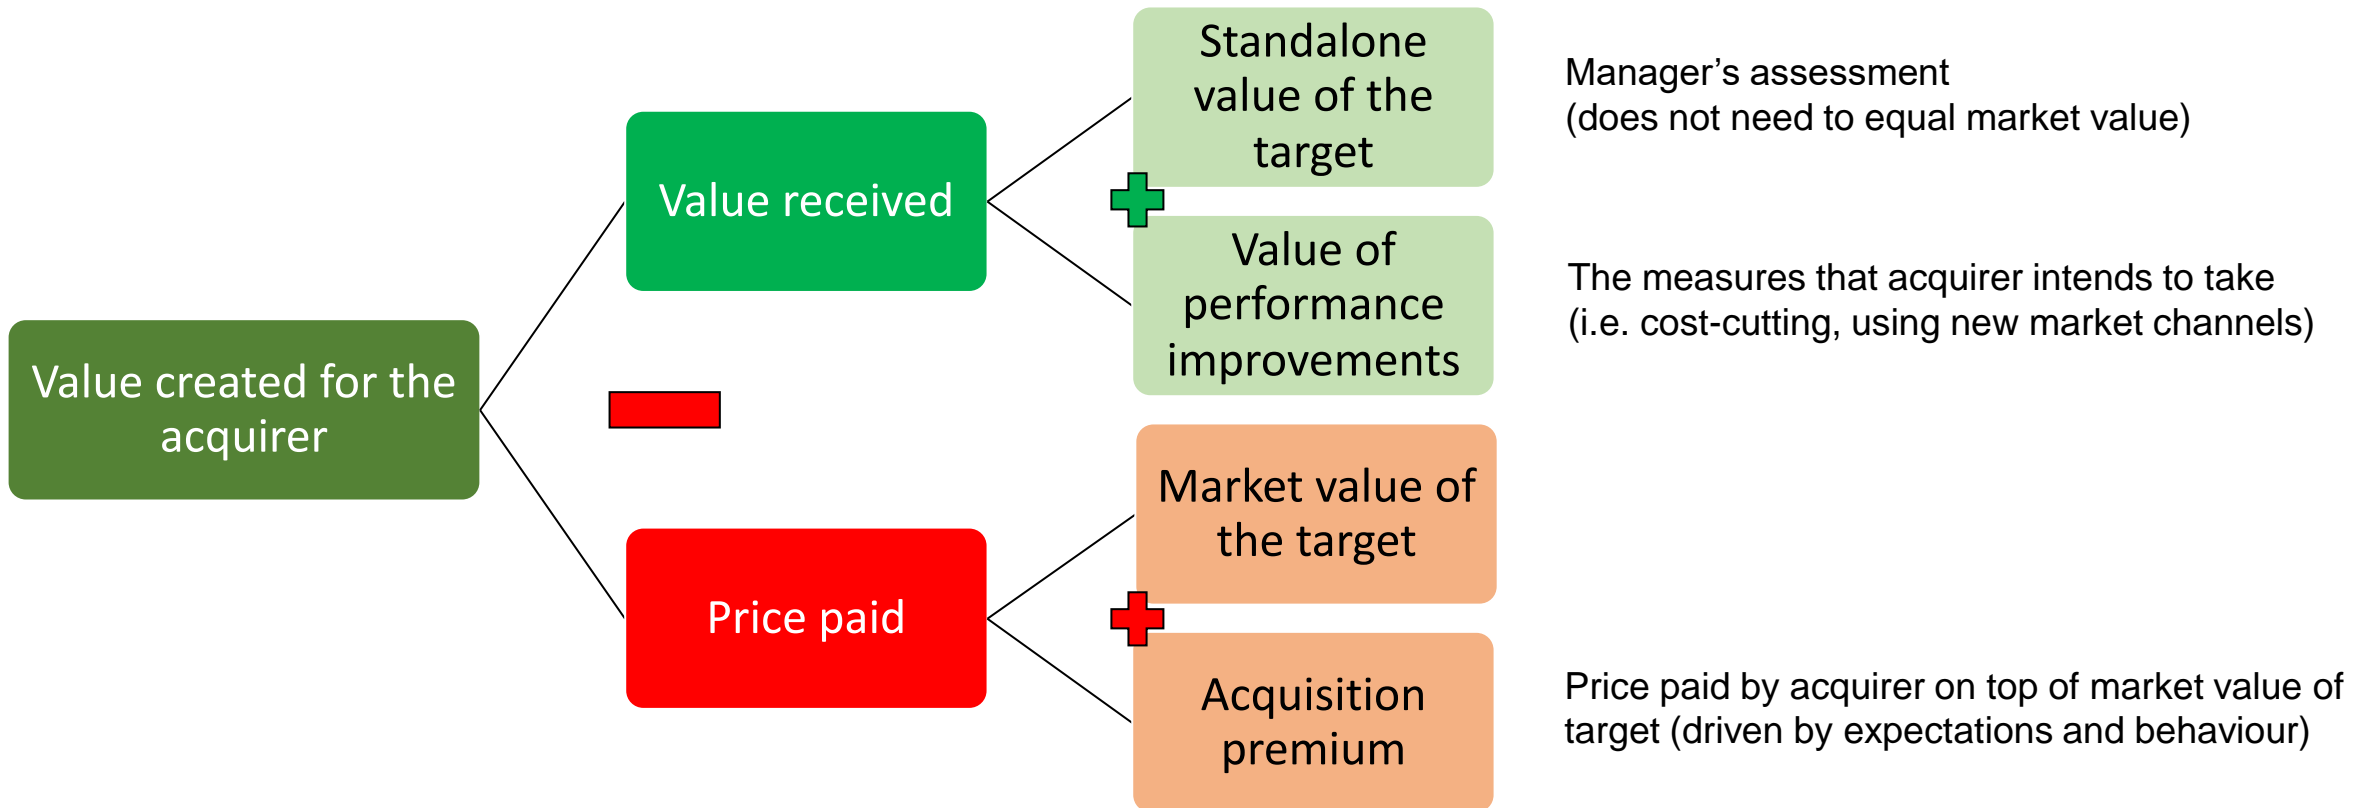 Value created for the
acquirer
Value received
Price paid
Standalone
value of the
target
Value of
performance
improvements
Market value of
the target
Acquisition
premium
Manager’s assessment
(does not need to equal market value)
The measures that acquirer intends to take
(i.e. cost-cutting, using new market channels)
Price paid by acquirer on top of market value of
target (driven by expectations and behaviour)